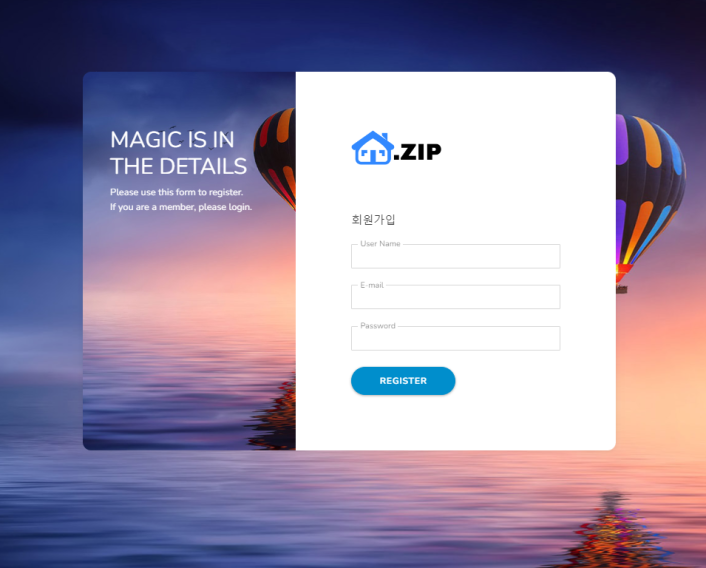 MAGIC IS IN
THE DETAILS
Please use this form to register.
If you are a member, please login.
.ZIP
회원가입
User Name
E-mail
Password
REGISTER